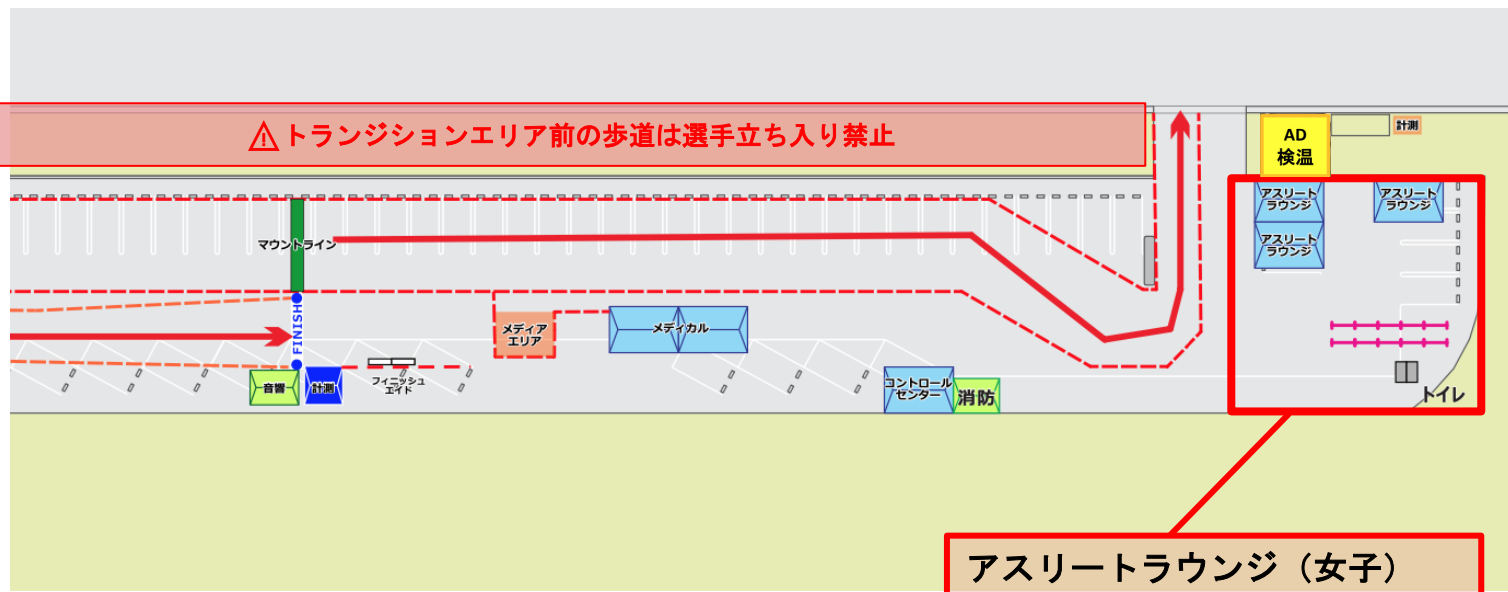 ⚠トランジションエリア前の歩道は選手立ち入り禁止
AD
検温
計測
アスリート
ラウンジ
アスリート
ラウンジ
アスリート
ラウンジ
マウントライン
FINISH
メディア
エリア
メディカル
音響
計測
フィニッシュ
エイド
コントロール
センター
消防
トイレ
アスリートラウンジ（女子）